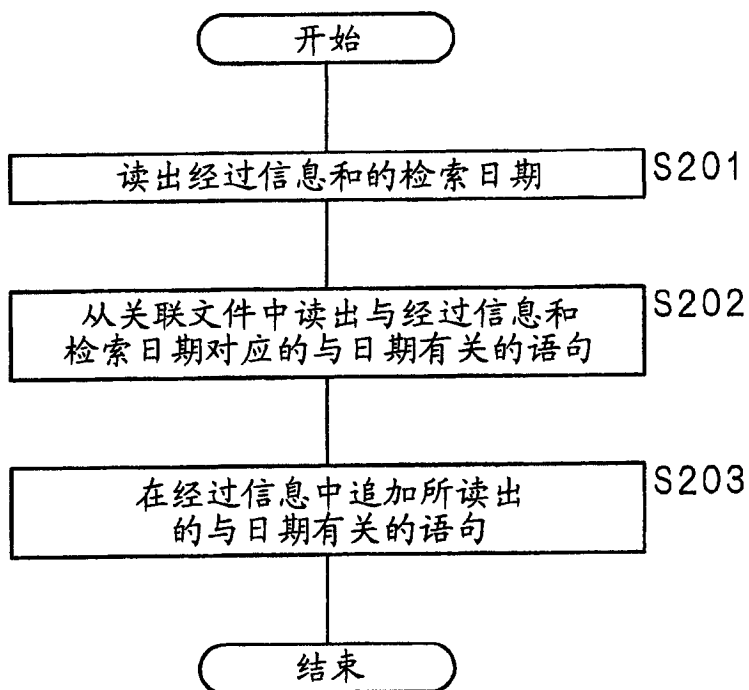 开始
读出经过信息和的检索日期
S201
从关联文件中读出与经过信息和
检索日期对应的与日期有关的语句
S202
在经过信息中追加所读出
的与日期有关的语句
S203
结束